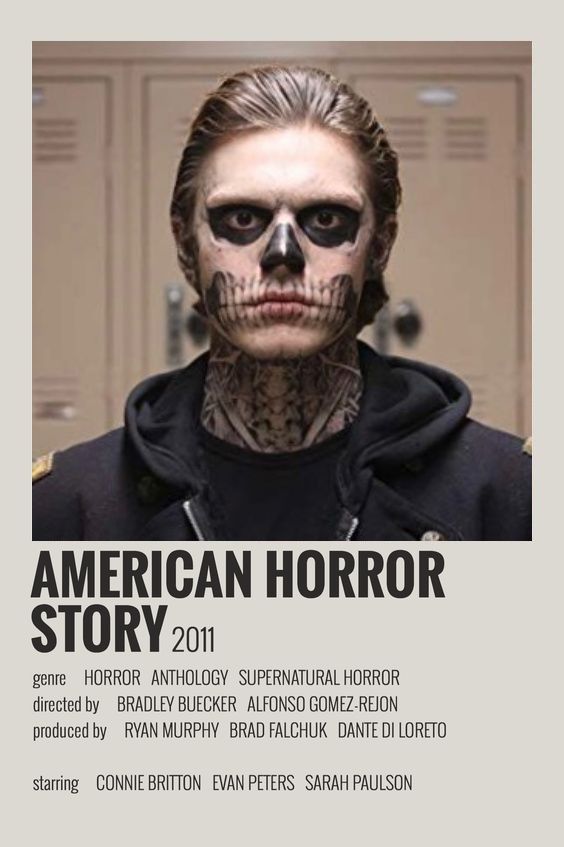 AMERICAN HORROR
STORY 2011
genre HORROR ANTHOLOGY SUPERNATURAL HORROR
directed by BRADLEY BUECKER ALFONSO GOMEZ-REJON
produced by RYAN MURPHY BRAD FALCHUK DANTE DI LORETO
starring CONNIE BRITTON EVAN PETERS SARAH PAULSON